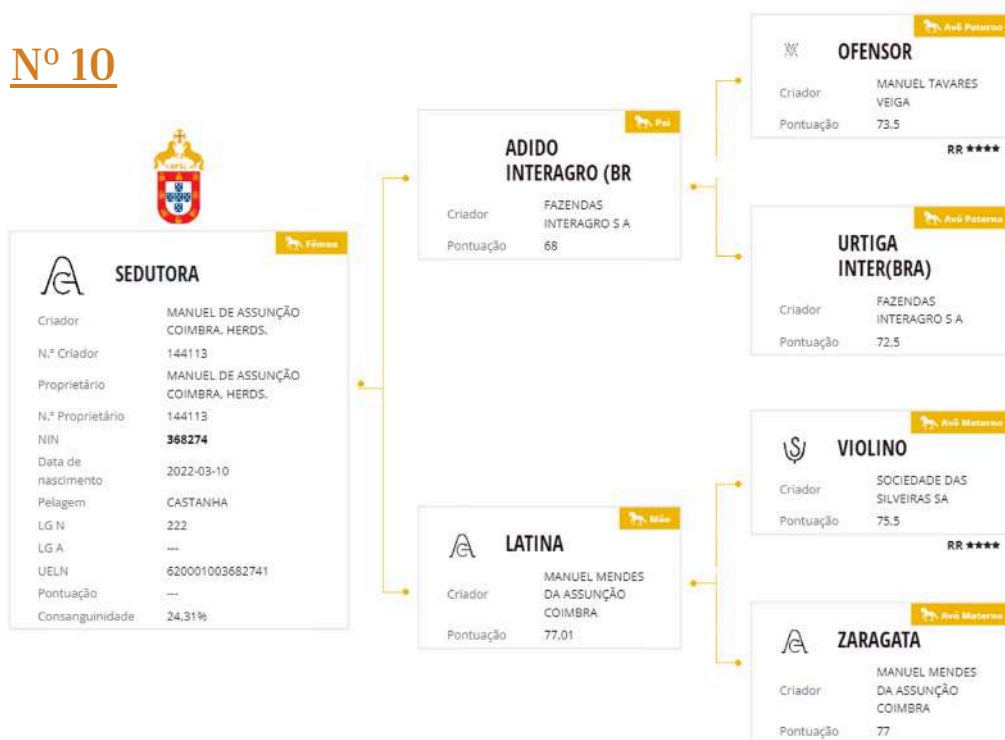 Nº 10
Fêmea
SEDUTORA
Criador MANUEL DE ASSUNÇÃO
COIMBRA, HERDS.
N.º Criador 144113
Proprietário MANUEL DE ASSUNÇÃO
COIMBRA, HERDS.
N.º Proprietário 144113
NIN 368274
Data de
nascimento 2022-03-10
Pelagem CASTANHA
LG N 222
LG A ---
UELN 620001003682741
Pontuação ---
Consanguinidade 24,31%
Pai
ADIDO
INTERAGRO (BR
Criador FAZENDAS
INTERAGRO S A
Pontuação 68
Mãe
LATINA
Criador MANUEL MENDES
DA ASSUNÇÃO
COIMBRA
Pontuação 77.01
Avô Paterno
OFENSOR
Criador MANUEL TAVARES
VEIGA
Pontuação 73.5
RR ★★★★
Avó Paterna
URTIGA
INTER(BRA)
Criador FAZENDAS
INTERAGRO S A
Pontuação 72.5
Avô Materno
VIOLINO
Criador SOCIEDADE DAS
SILVEIRAS SA
Pontuação 75.5
RR ★★★★
Avó Materna
ZARAGATA
Criador MANUEL MENDES
DA ASSUNÇÃO
COIMBRA
Pontuação 77